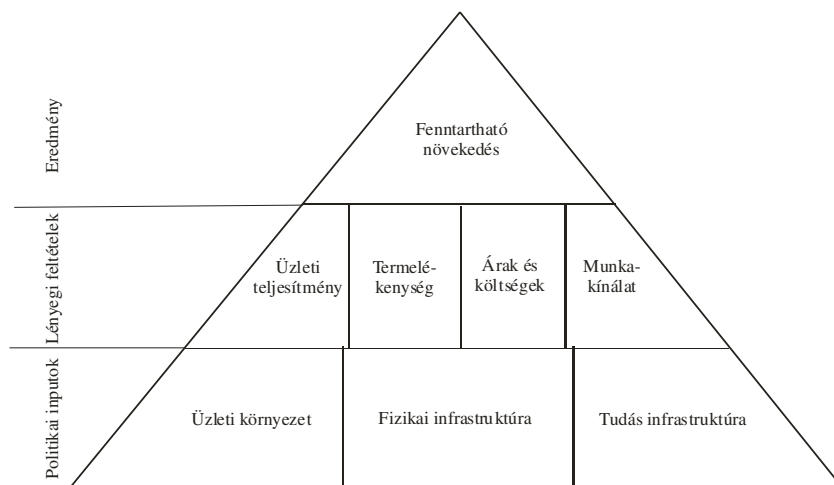 Eredmény
Fenntartható
növekedés
Lényegi feltételek
Üzleti
teljesítmény
Termelé-
kenység
Árak és
költségek
Munka-
kínálat
Politikai inputok
Üzleti környezet
Fizikai infrastruktúra
Tudás infrastruktúra